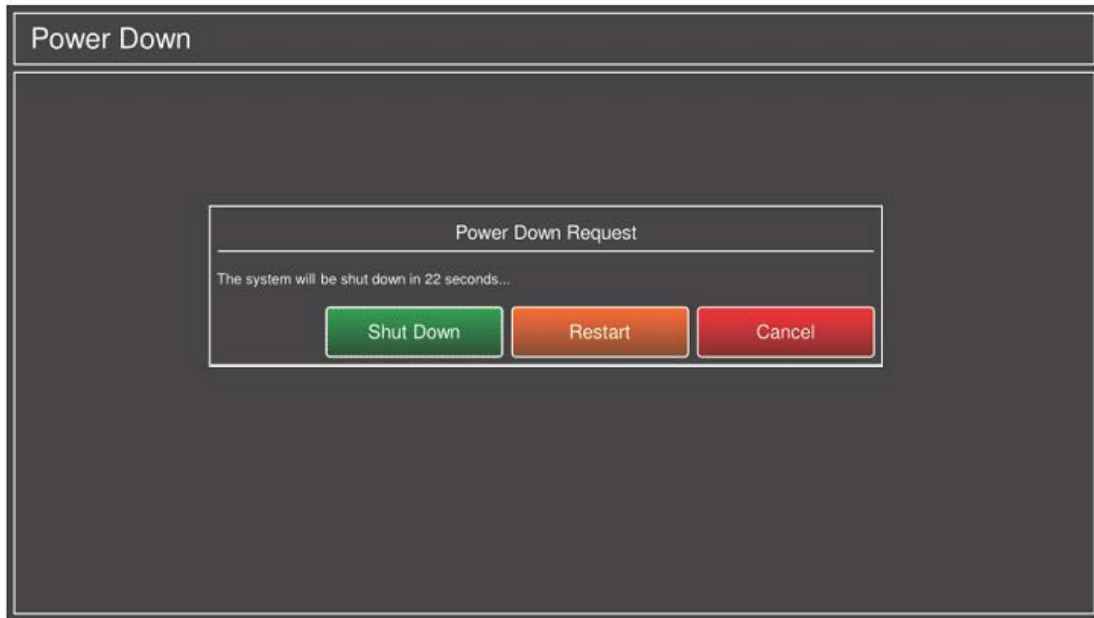 Power Down
Power Down Request
The system will be shut down in 22 seconds...
Shut Down Restart Cancel